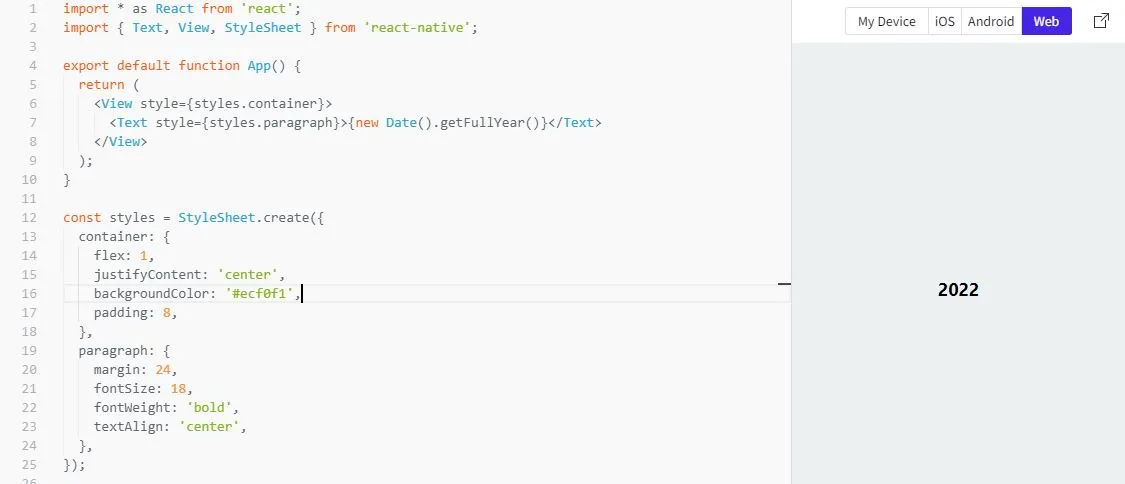 1 import * as React from 'react';
2 import { Text, View, StyleSheet } from 'react-native';
3
4 export default function App() {
5   return (
6     <View style={styles.container}>
7       <Text style={styles.paragraph}>{new Date().getFullYear()}</Text>
8     </View>
9   );
10 }
11
12 const styles = StyleSheet.create({
13   container: {
14     flex: 1,
15     justifyContent: 'center',
16     backgroundColor: '#ecf0f1',
17     padding: 8,
18   },
19   paragraph: {
20     margin: 24,
21     fontSize: 18,
22     fontWeight: 'bold',
23     textAlign: 'center',
24   },
25 });
26
My Device iOS Android Web
2022